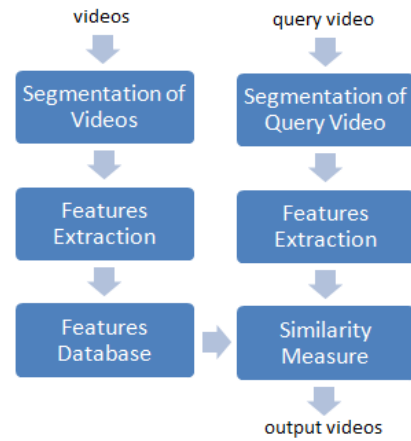 videos
Segmentation of
Videos
Features
Extraction
Features
Database
query video
Segmentation of
Query Video
Features
Extraction
Similarity
Measure
output videos